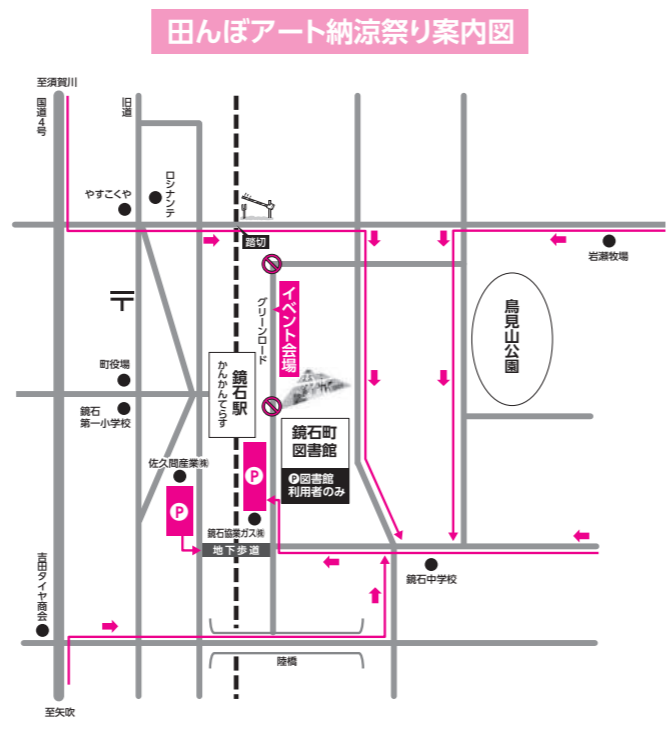 田んぼアート納涼祭り案内図
至須賀川
国道4号
旧道
ロシナンテ
やすこくや
踏切
岩瀬牧場
イベント会場
グリーンロード
鳥見山公園
〒
町役場
鏡石駅
かんかんてらす
鏡石
第一小学校
鏡石町
図書館
P図書館
利用者のみ
佐久間産業㈱
P
P
鏡石協業ガス㈲
地下歩道
吉田タイヤ商会
鏡石中学校
陸橋
至矢吹